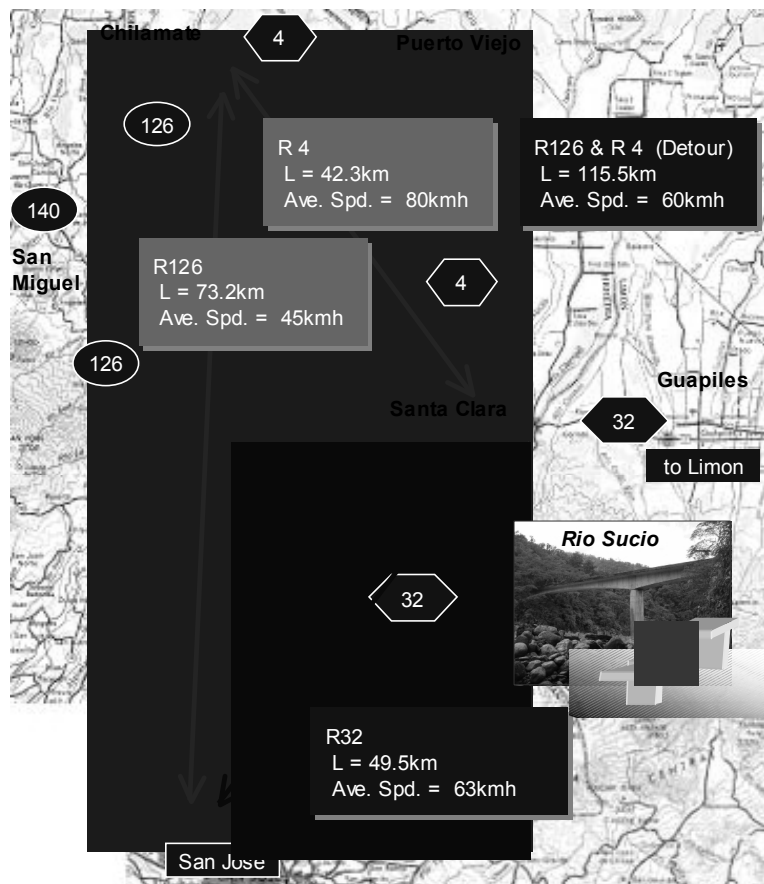 Chilamate
4
Puerto Viejo
126
R 4
L = 42.3km
Ave. Spd. = 80kmh
R126 & R 4 (Detour)
L = 115.5km
Ave. Spd. = 60kmh
140
San
Miguel
R126
L = 73.2km
Ave. Spd. = 45kmh
4
126
Guapiles
Santa Clara
32
to Limon
Rio Sucio
32
R32
L = 49.5km
Ave. Spd. = 63kmh
San Jose